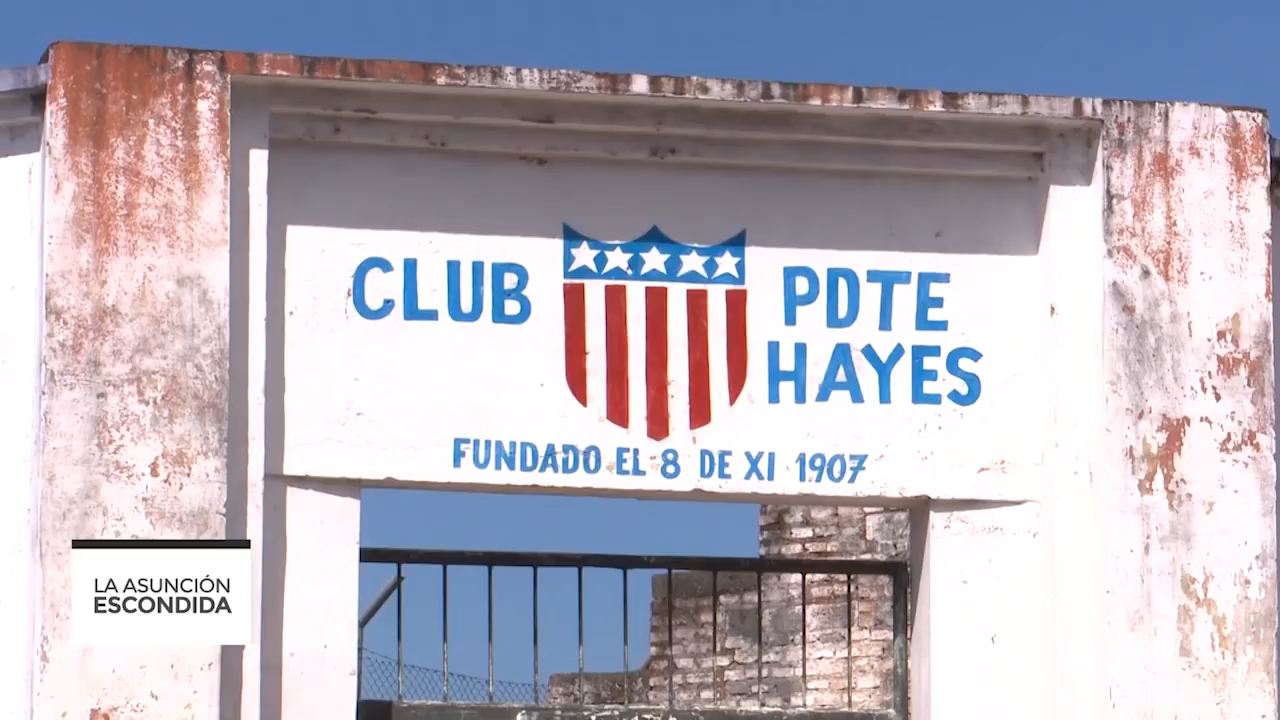 CLUB
PDTE
HAYES
FUNDADO EL 8 DE XI 1907
LA ASUNCIÓN
ESCONDIDA